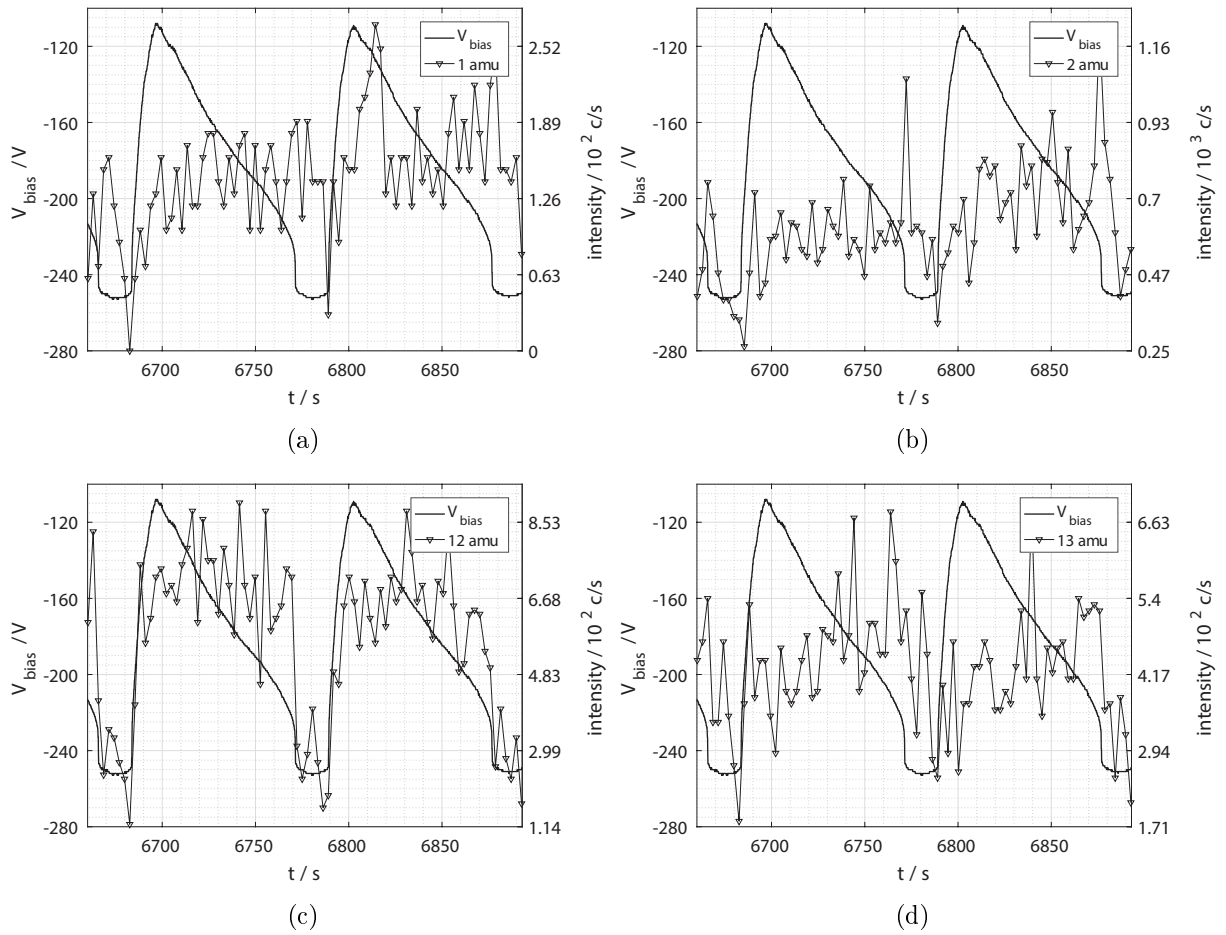 -120
-160
-200
-240
-280
V_bias /V
6700 6750 6800 6850
t / s
2.52
1.89
1.26
0.63
0
intensity / 10^2 c/s
V_bias
1 amu
(a)
-120
-160
-200
-240
-280
V_bias /V
6700 6750 6800 6850
t / s
1.16
0.93
0.7
0.47
0.25
intensity / 10^3 c/s
V_bias
2 amu
(b)
-120
-160
-200
-240
-280
V_bias /V
6700 6750 6800 6850
t / s
8.53
6.68
4.83
2.99
1.14
intensity / 10^2 c/s
V_bias
12 amu
(c)
-120
-160
-200
-240
-280
V_bias /V
6700 6750 6800 6850
t / s
6.63
5.4
4.17
2.94
1.71
intensity / 10^2 c/s
V_bias
13 amu
(d)